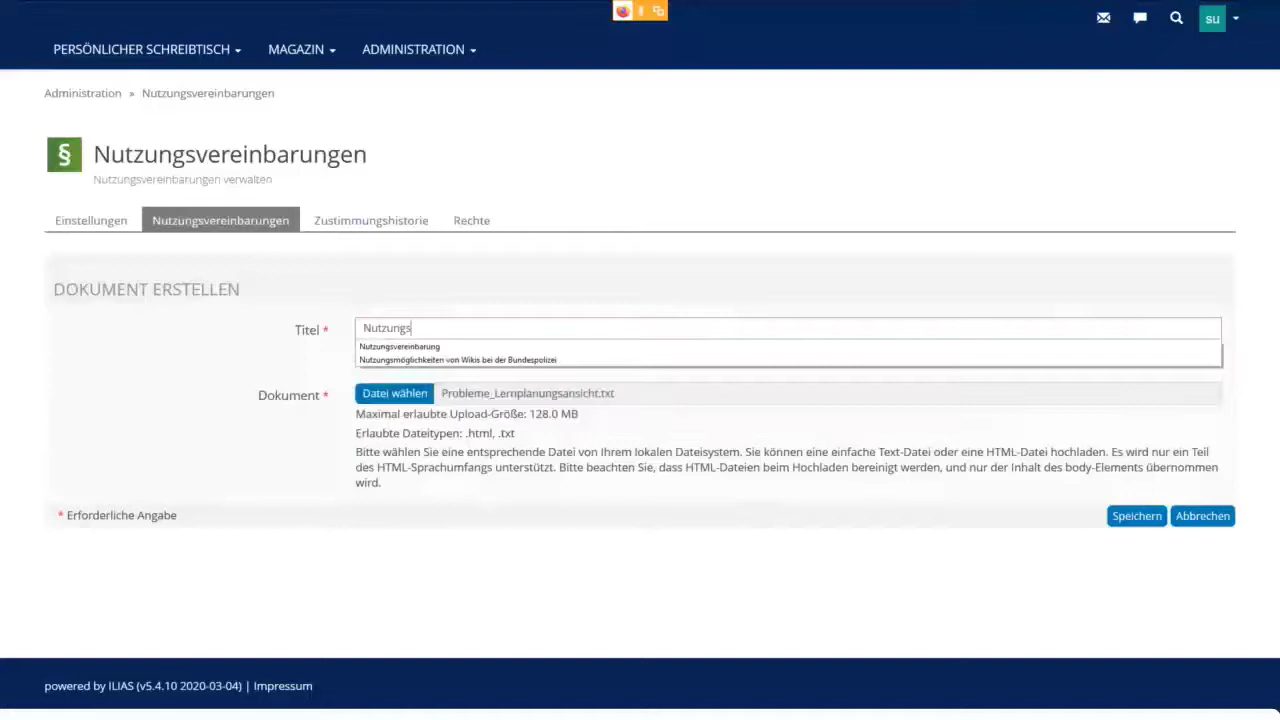 su
PERSÖNLICHER SCHREIBTISCH MAGAZIN ADMINISTRATION
Administration » Nutzungsvereinbarungen
§ Nutzungsvereinbarungen
Nutzungsvereinbarungen verwalten
Einstellungen Nutzungsvereinbarungen Zustimmungshistorie Rechte
DOKUMENT ERSTELLEN
Titel * Nutzungs
Nutzungsvereinbarung
Nutzungsmöglichkeiten von Wikis bei der Bundespolizei
Dokument * Datei wählen Probleme_Lernplanungsansicht.txt
Maximal erlaubte Upload-Größe: 128.0 MB
Erlaubte Dateitypen: .html, .txt
Bitte wählen Sie eine entsprechende Datei von Ihrem lokalen Dateisystem. Sie können eine einfache Text-Datei oder eine HTML-Datei hochladen. Es wird nur ein Teil
des HTML-Sprachumfangs unterstützt. Bitte beachten Sie, dass HTML-Dateien beim Hochladen bereinigt werden, und nur der Inhalt des body-Elements übernommen
wird.
* Erforderliche Angabe Speichern Abbrechen
powered by ILIAS (v5.4.10 2020-03-04) | Impressum